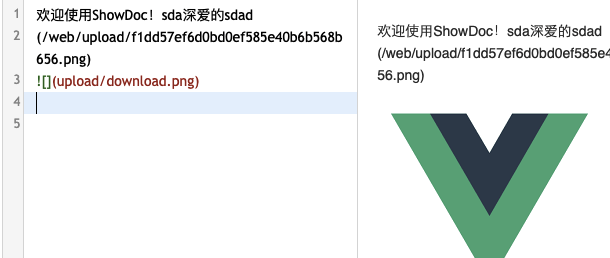 1 欢迎使用ShowDoc！sda深爱的sdad
2 (/web/upload/f1dd57ef6d0bd0ef585e40b6b568b
656.png)
3 ![](upload/download.png)
4
5
欢迎使用ShowDoc！sda深爱的sdad
(/web/upload/f1dd57ef6d0bd0ef585e4
56.png)